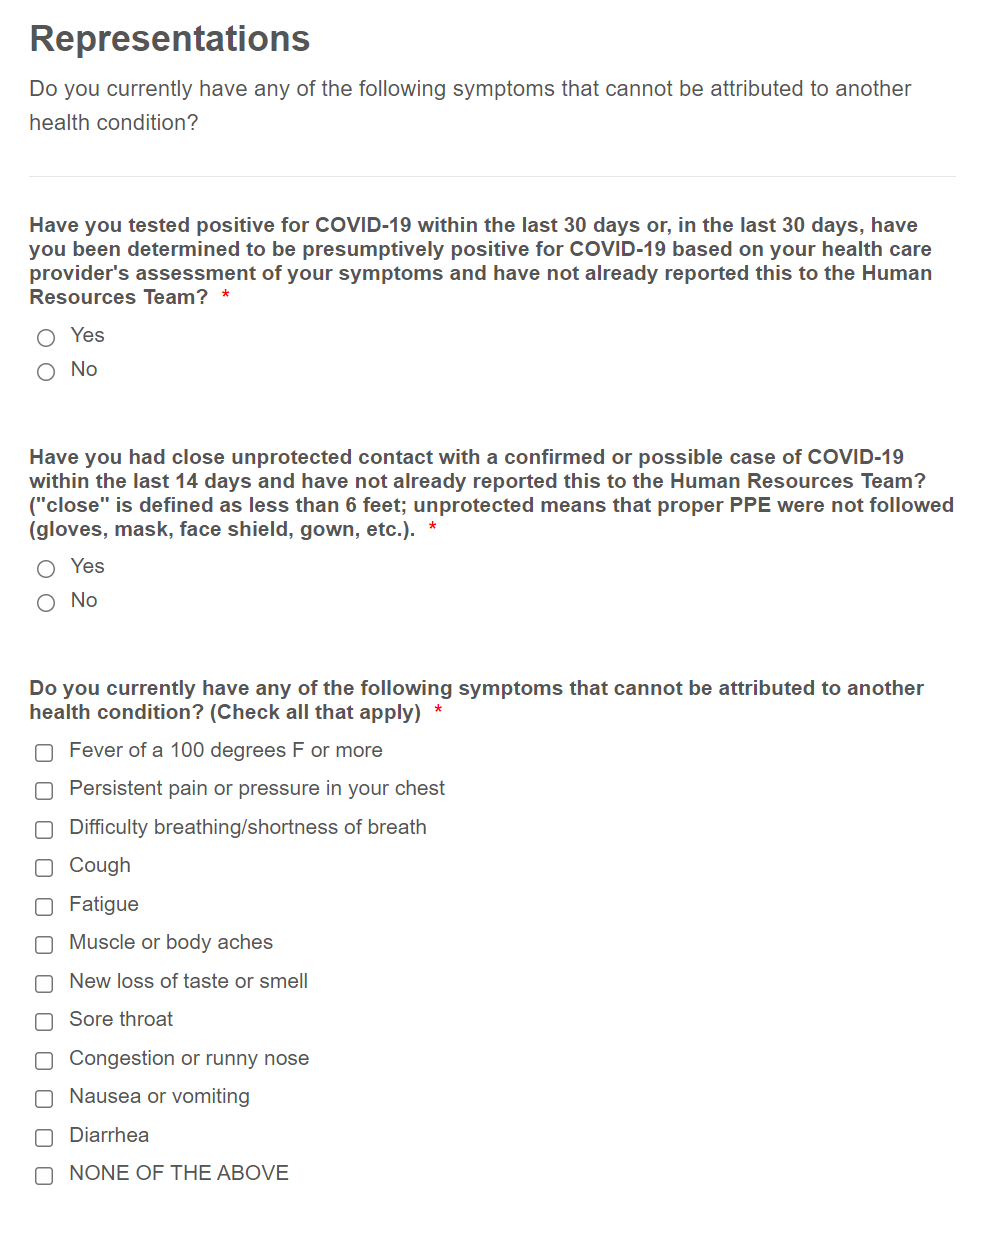 Representations
Do you currently have any of the following symptoms that cannot be attributed to another
health condition?
Have you tested positive for COVID-19 within the last 30 days or, in the last 30 days, have
you been determined to be presumptively positive for COVID-19 based on your health care
provider's assessment of your symptoms and have not already reported this to the Human
Resources Team? *
Yes
No
Have you had close unprotected contact with a confirmed or possible case of COVID-19
within the last 14 days and have not already reported this to the Human Resources Team?
("close" is defined as less than 6 feet; unprotected means that proper PPE were not followed
(gloves, mask, face shield, gown, etc.). *
Yes
No
Do you currently have any of the following symptoms that cannot be attributed to another
health condition? (Check all that apply) *
Fever of a 100 degrees F or more
Persistent pain or pressure in your chest
Difficulty breathing/shortness of breath
Cough
Fatigue
Muscle or body aches
New loss of taste or smell
Sore throat
Congestion or runny nose
Nausea or vomiting
Diarrhea
NONE OF THE ABOVE